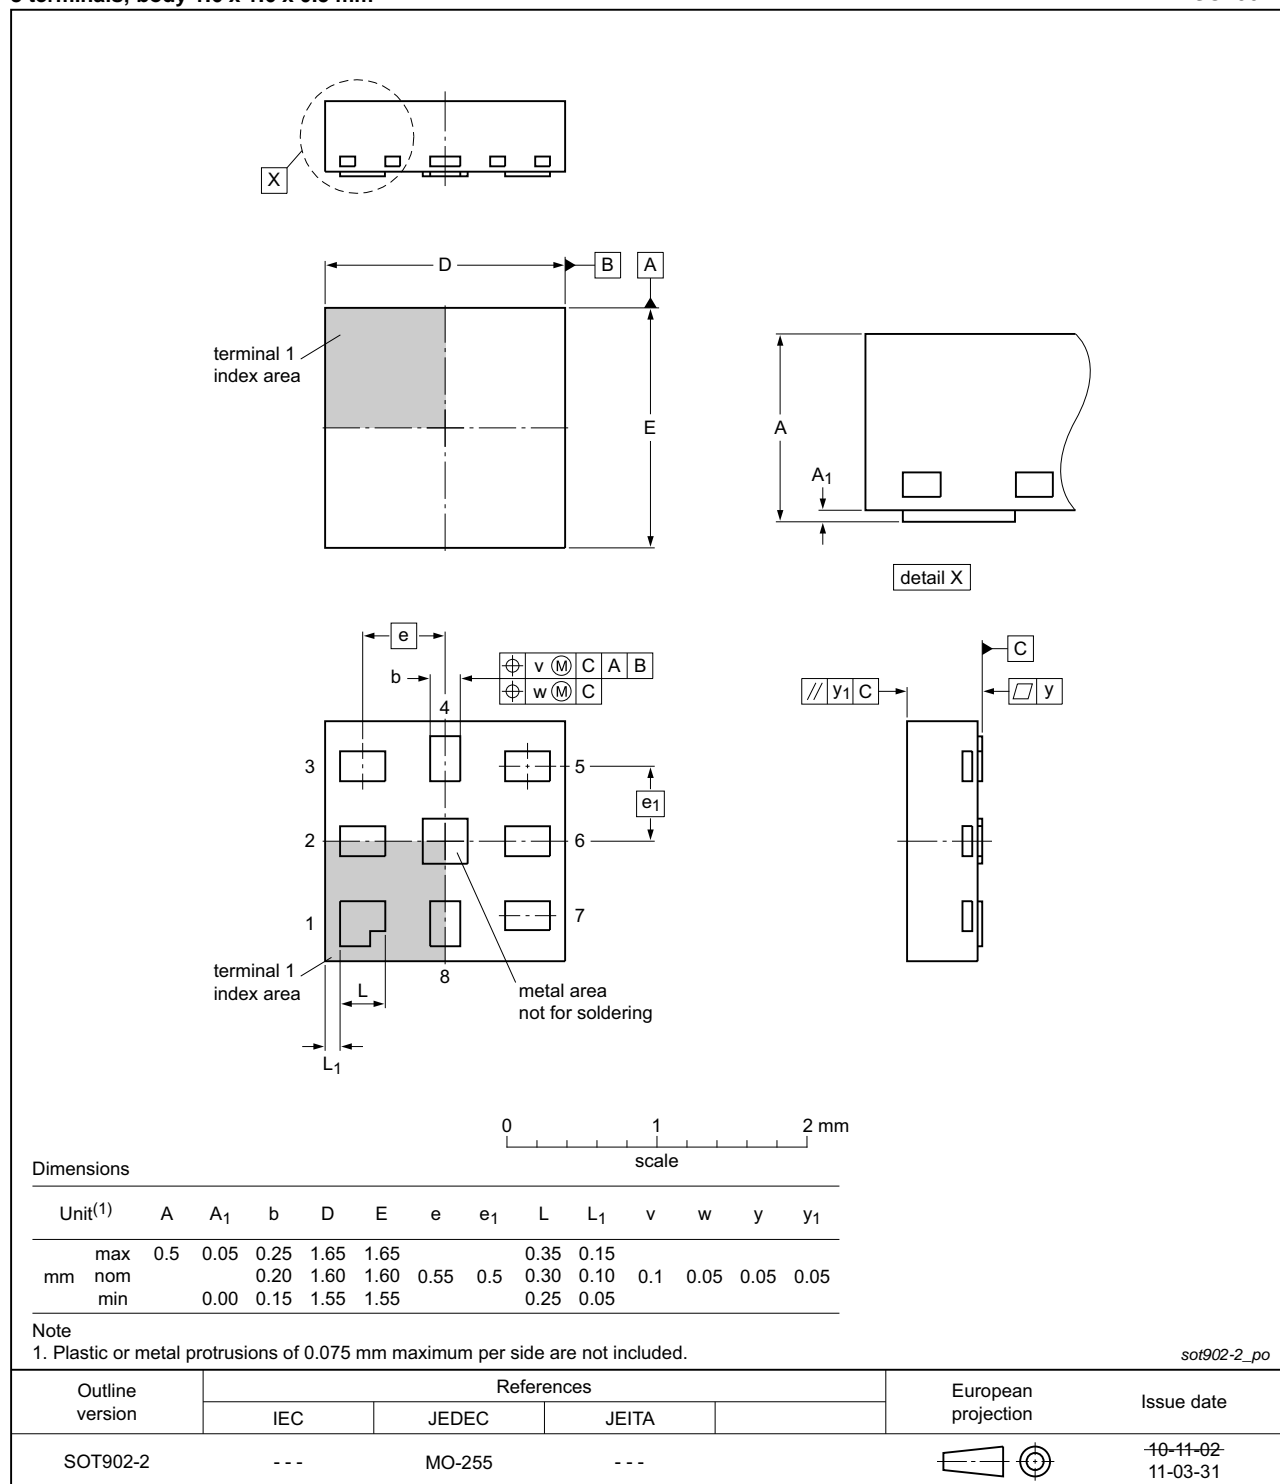 X
D
B
A
terminal 1
index area
E
A
A1
detail X
e
b
v M C A B
w M C
C
// y1 C
y
4
3
5
e1
2
6
1
7
terminal 1
index area
8
L
metal area
not for soldering
L1
0 1 2 mm
scale
Dimensions
Unit(1) A A1 b D E e e1 L L1 v w y y1
max 0.5 0.05 0.25 1.65 1.65 0.35 0.15
mm nom 0.20 1.60 1.60 0.55 0.5 0.30 0.10 0.1 0.05 0.05 0.05
min 0.00 0.15 1.55 1.55 0.25 0.05
Note
1. Plastic or metal protrusions of 0.075 mm maximum per side are not included.
sot902-2_po
Outline version References European projection Issue date
IEC JEDEC JEITA
SOT902-2 - - - MO-255 - - - 10-11-02
11-03-31